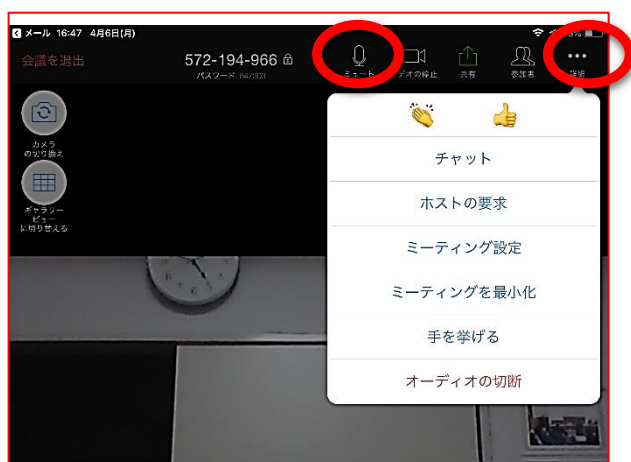 メール 16:47 4月6日(月)
会議を退出
572-194-966
パスワード:
ミュート
ビデオの停止
共有
参加者
詳細
カメラ
の切り換え
ギャラリー
ビュー
に切り替える
チャット
ホストの要求
ミーティング設定
ミーティングを最小化
手を挙げる
オーディオの切断